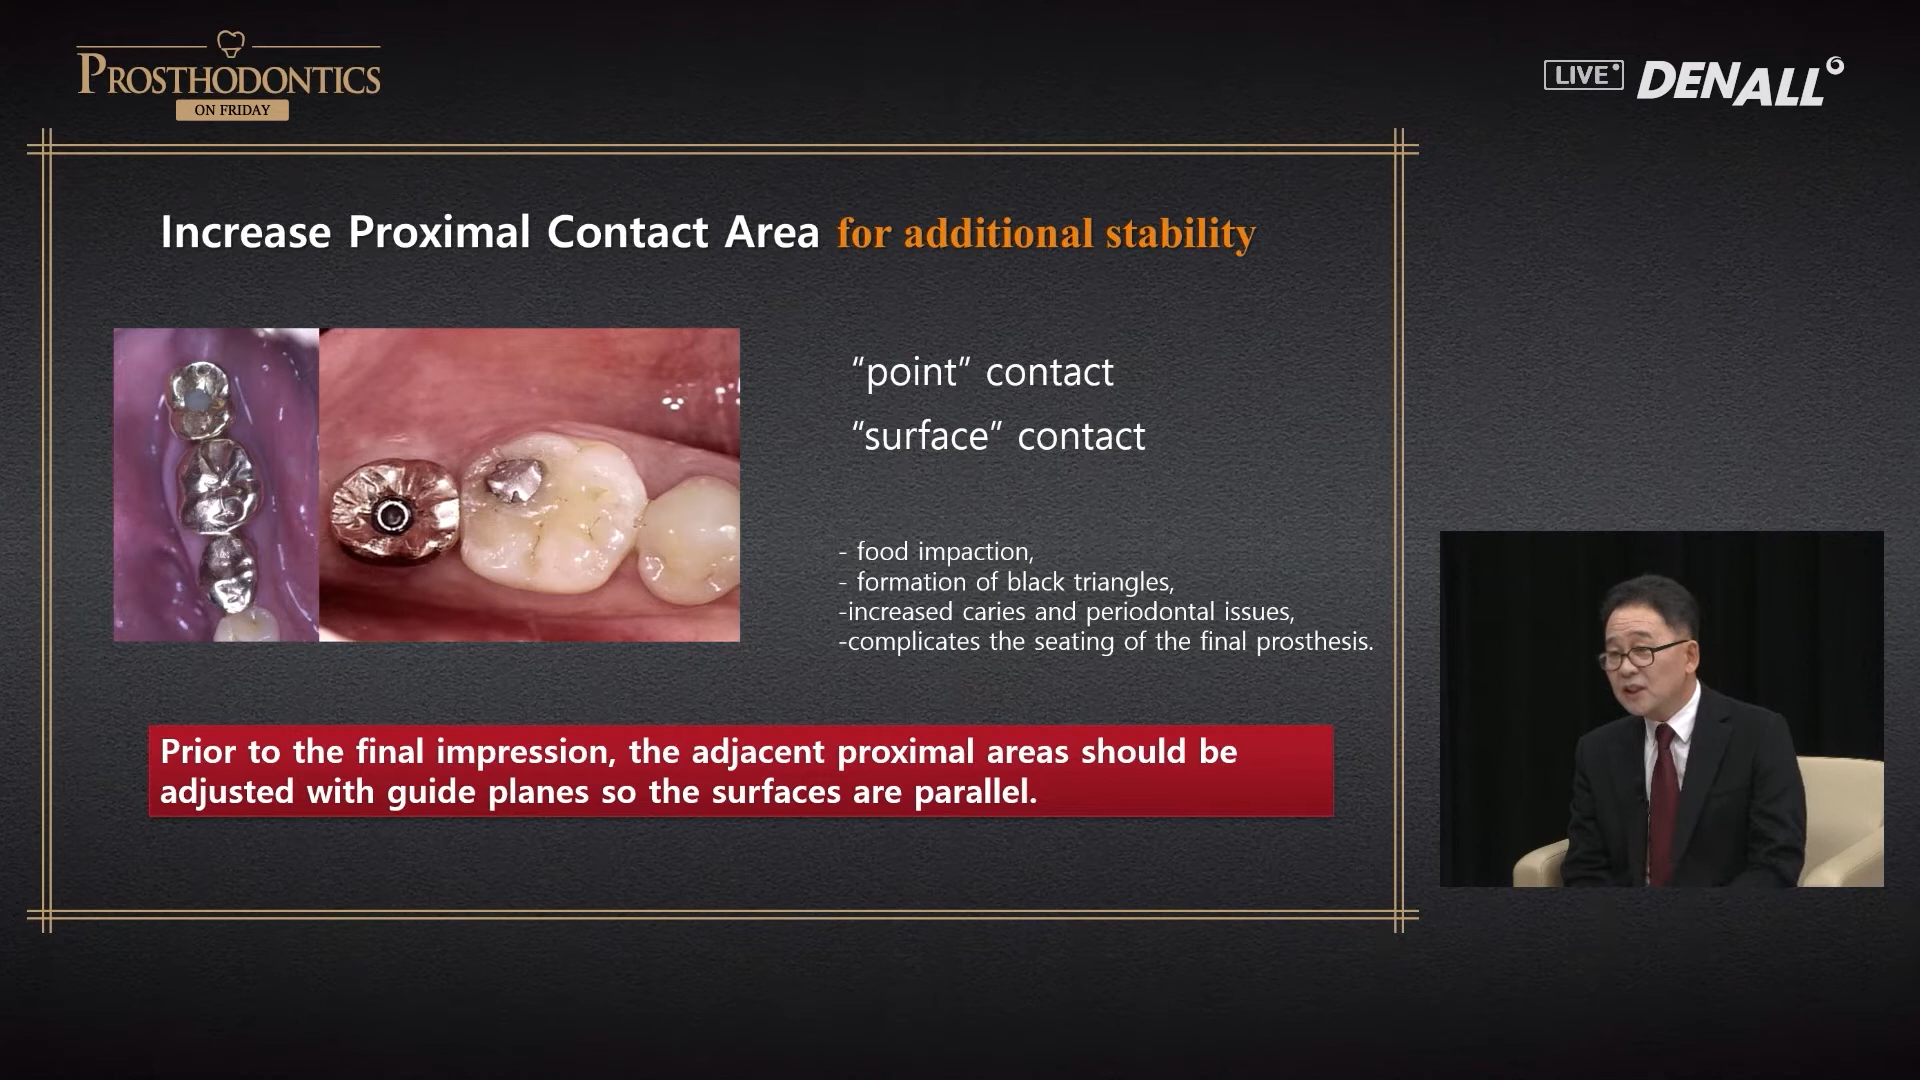 PROSTHODONTICS
ON FRIDAY
LIVE
DENALL
Increase Proximal Contact Area for additional stability
“point” contact
“surface” contact
- food impaction,
- formation of black triangles,
-increased caries and periodontal issues,
-complicates the seating of the final prosthesis.
Prior to the final impression, the adjacent proximal areas should be
adjusted with guide planes so the surfaces are parallel.